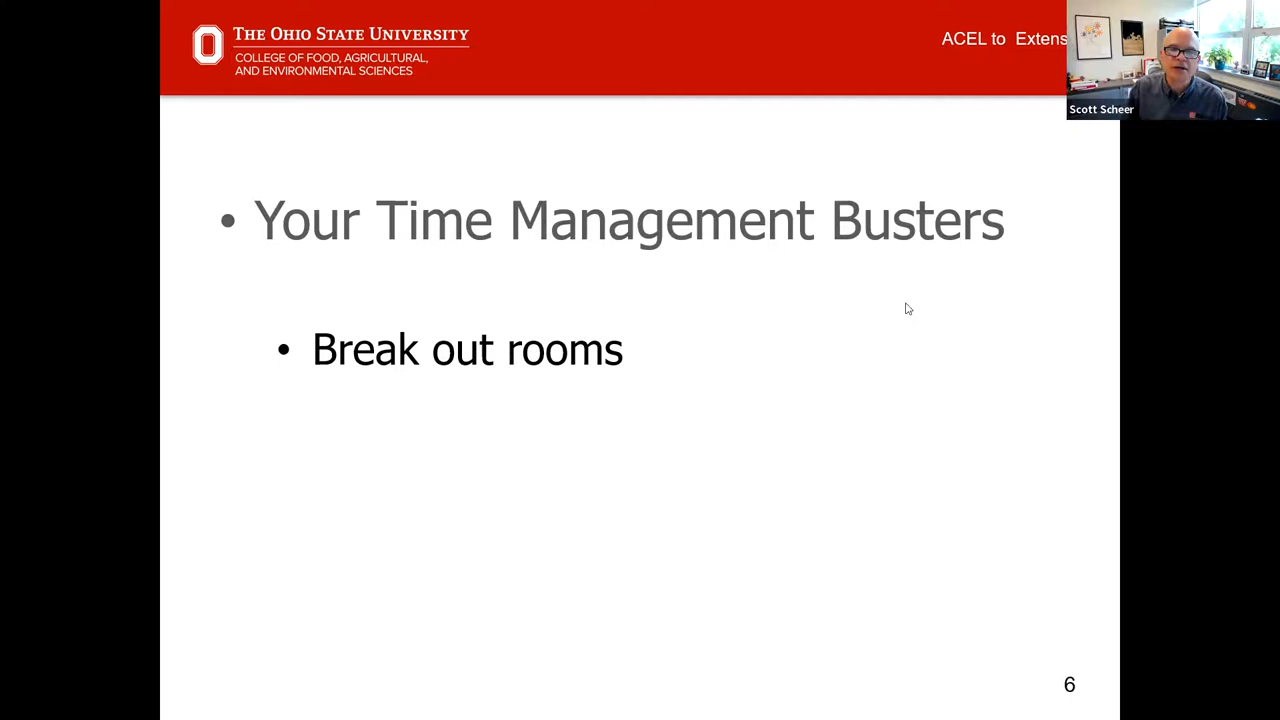 THE OHIO STATE UNIVERSITY
COLLEGE OF FOOD, AGRICULTURAL,
AND ENVIRONMENTAL SCIENCES
ACEL to Extens
Scott Scheer
• Your Time Management Busters
• Break out rooms
6